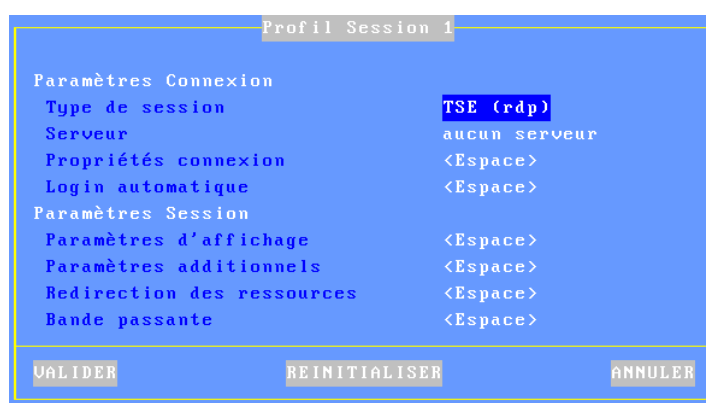 Profil Session 1
Paramètres Connexion
Type de session TSE (rdp)
Serveur aucun serveur
Propriétés connexion <Espace>
Login automatique <Espace>
Paramètres Session
Paramètres d'affichage <Espace>
Paramètres additionnels <Espace>
Redirection des ressources <Espace>
Bande passante <Espace>
VALIDER REINITIALISER ANNULER